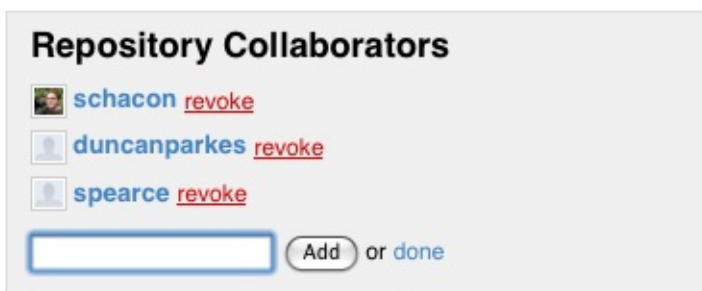 Repository Collaborators
schacon revoke
duncanparkes revoke
spearce revoke
Add or done